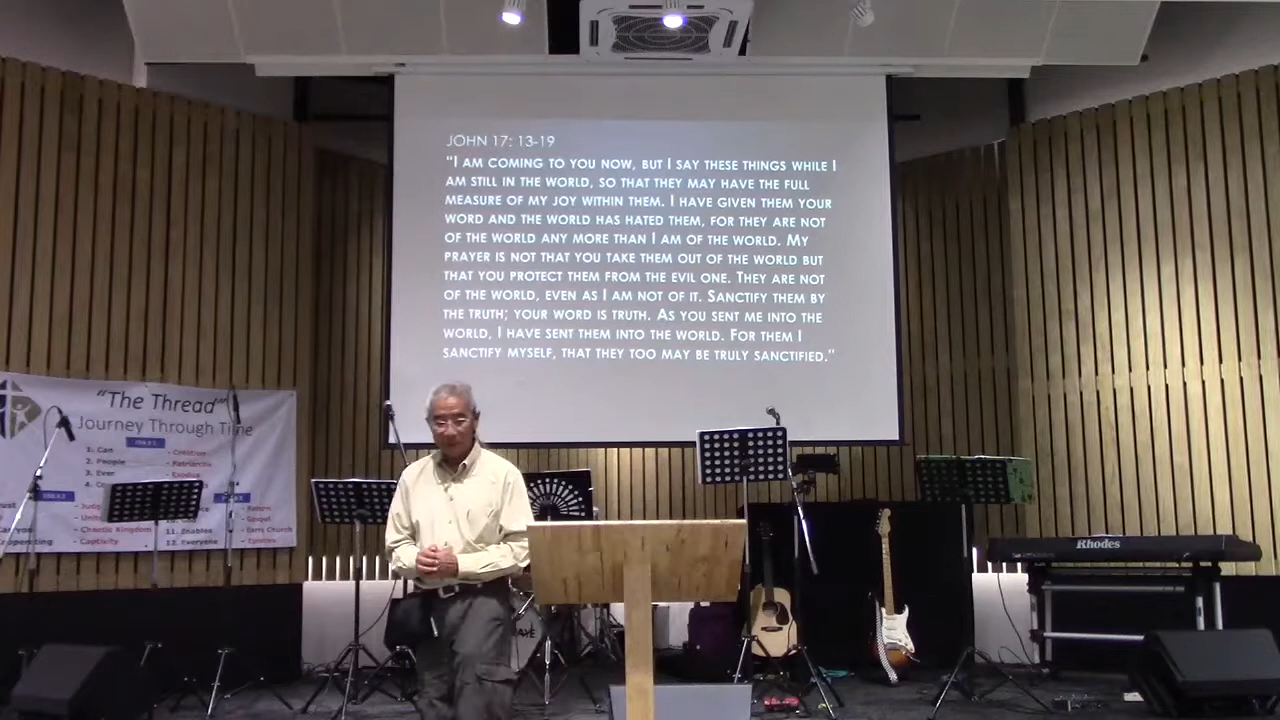 JOHN 17: 13-19
“I AM COMING TO YOU NOW, BUT I SAY THESE THINGS WHILE I
AM STILL IN THE WORLD, SO THAT THEY MAY HAVE THE FULL
MEASURE OF MY JOY WITHIN THEM. I HAVE GIVEN THEM YOUR
WORD AND THE WORLD HAS HATED THEM, FOR THEY ARE NOT
OF THE WORLD ANY MORE THAN I AM OF THE WORLD. MY
PRAYER IS NOT THAT YOU TAKE THEM OUT OF THE WORLD BUT
THAT YOU PROTECT THEM FROM THE EVIL ONE. THEY ARE NOT
OF THE WORLD, EVEN AS I AM NOT OF IT. SANCTIFY THEM BY
THE TRUTH; YOUR WORD IS TRUTH. AS YOU SENT ME INTO THE
WORLD, I HAVE SENT THEM INTO THE WORLD. FOR THEM I
SANCTIFY MYSELF, THAT THEY TOO MAY BE TRULY SANCTIFIED.”
“The Thread”
Journey Through Time
1. Can - Creation
2. People - Patriarchs
3. Ever - Exodus
4.
- Chaotic Kingdom
- Captivity
- Return
- Gospel
11. Enables - Early Church
12. Everyone - Epistles
Rhodes